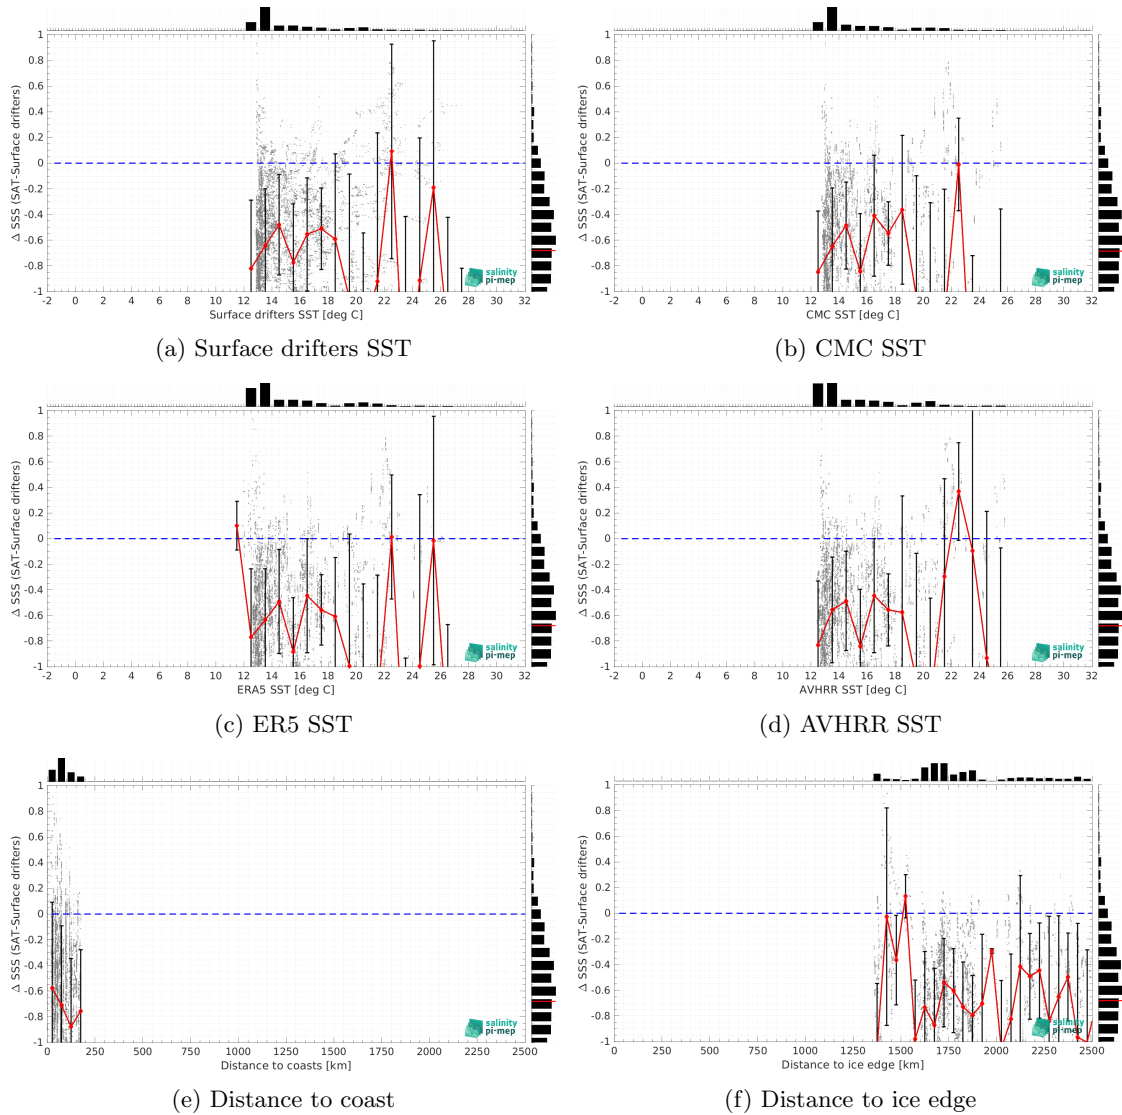 1
0.8
0.6
0.4
0.2
0
-0.2
-0.4
-0.6
-0.8
-1
Δ SSS (SAT-Surface drifters)
-2 0 2 4 6 8 10 12 14 16 18 20 22 24 26 28 30 32
Surface drifters SST [deg C]
salinity
pi-mep
(a) Surface drifters SST
1
0.8
0.6
0.4
0.2
0
-0.2
-0.4
-0.6
-0.8
-1
Δ SSS (SAT-Surface drifters)
-2 0 2 4 6 8 10 12 14 16 18 20 22 24 26 28 30 32
CMC SST [deg C]
salinity
pi-mep
(b) CMC SST
1
0.8
0.6
0.4
0.2
0
-0.2
-0.4
-0.6
-0.8
-1
Δ SSS (SAT-Surface drifters)
-2 0 2 4 6 8 10 12 14 16 18 20 22 24 26 28 30 32
ERA5 SST [deg C]
salinity
pi-mep
(c) ER5 SST
1
0.8
0.6
0.4
0.2
0
-0.2
-0.4
-0.6
-0.8
-1
Δ SSS (SAT-Surface drifters)
-2 0 2 4 6 8 10 12 14 16 18 20 22 24 26 28 30 32
AVHRR SST [deg C]
salinity
pi-mep
(d) AVHRR SST
1
0.8
0.6
0.4
0.2
0
-0.2
-0.4
-0.6
-0.8
-1
Δ SSS (SAT-Surface drifters)
0 250 500 750 1000 1250 1500 1750 2000 2250 2500
Distance to coasts [km]
salinity
pi-mep
(e) Distance to coast
1
0.8
0.6
0.4
0.2
0
-0.2
-0.4
-0.6
-0.8
-1
Δ SSS (SAT-Surface drifters)
0 250 500 750 1000 1250 1500 1750 2000 2250 2500
Distance to ice edge [km]
salinity
pi-mep
(f) Distance to ice edge